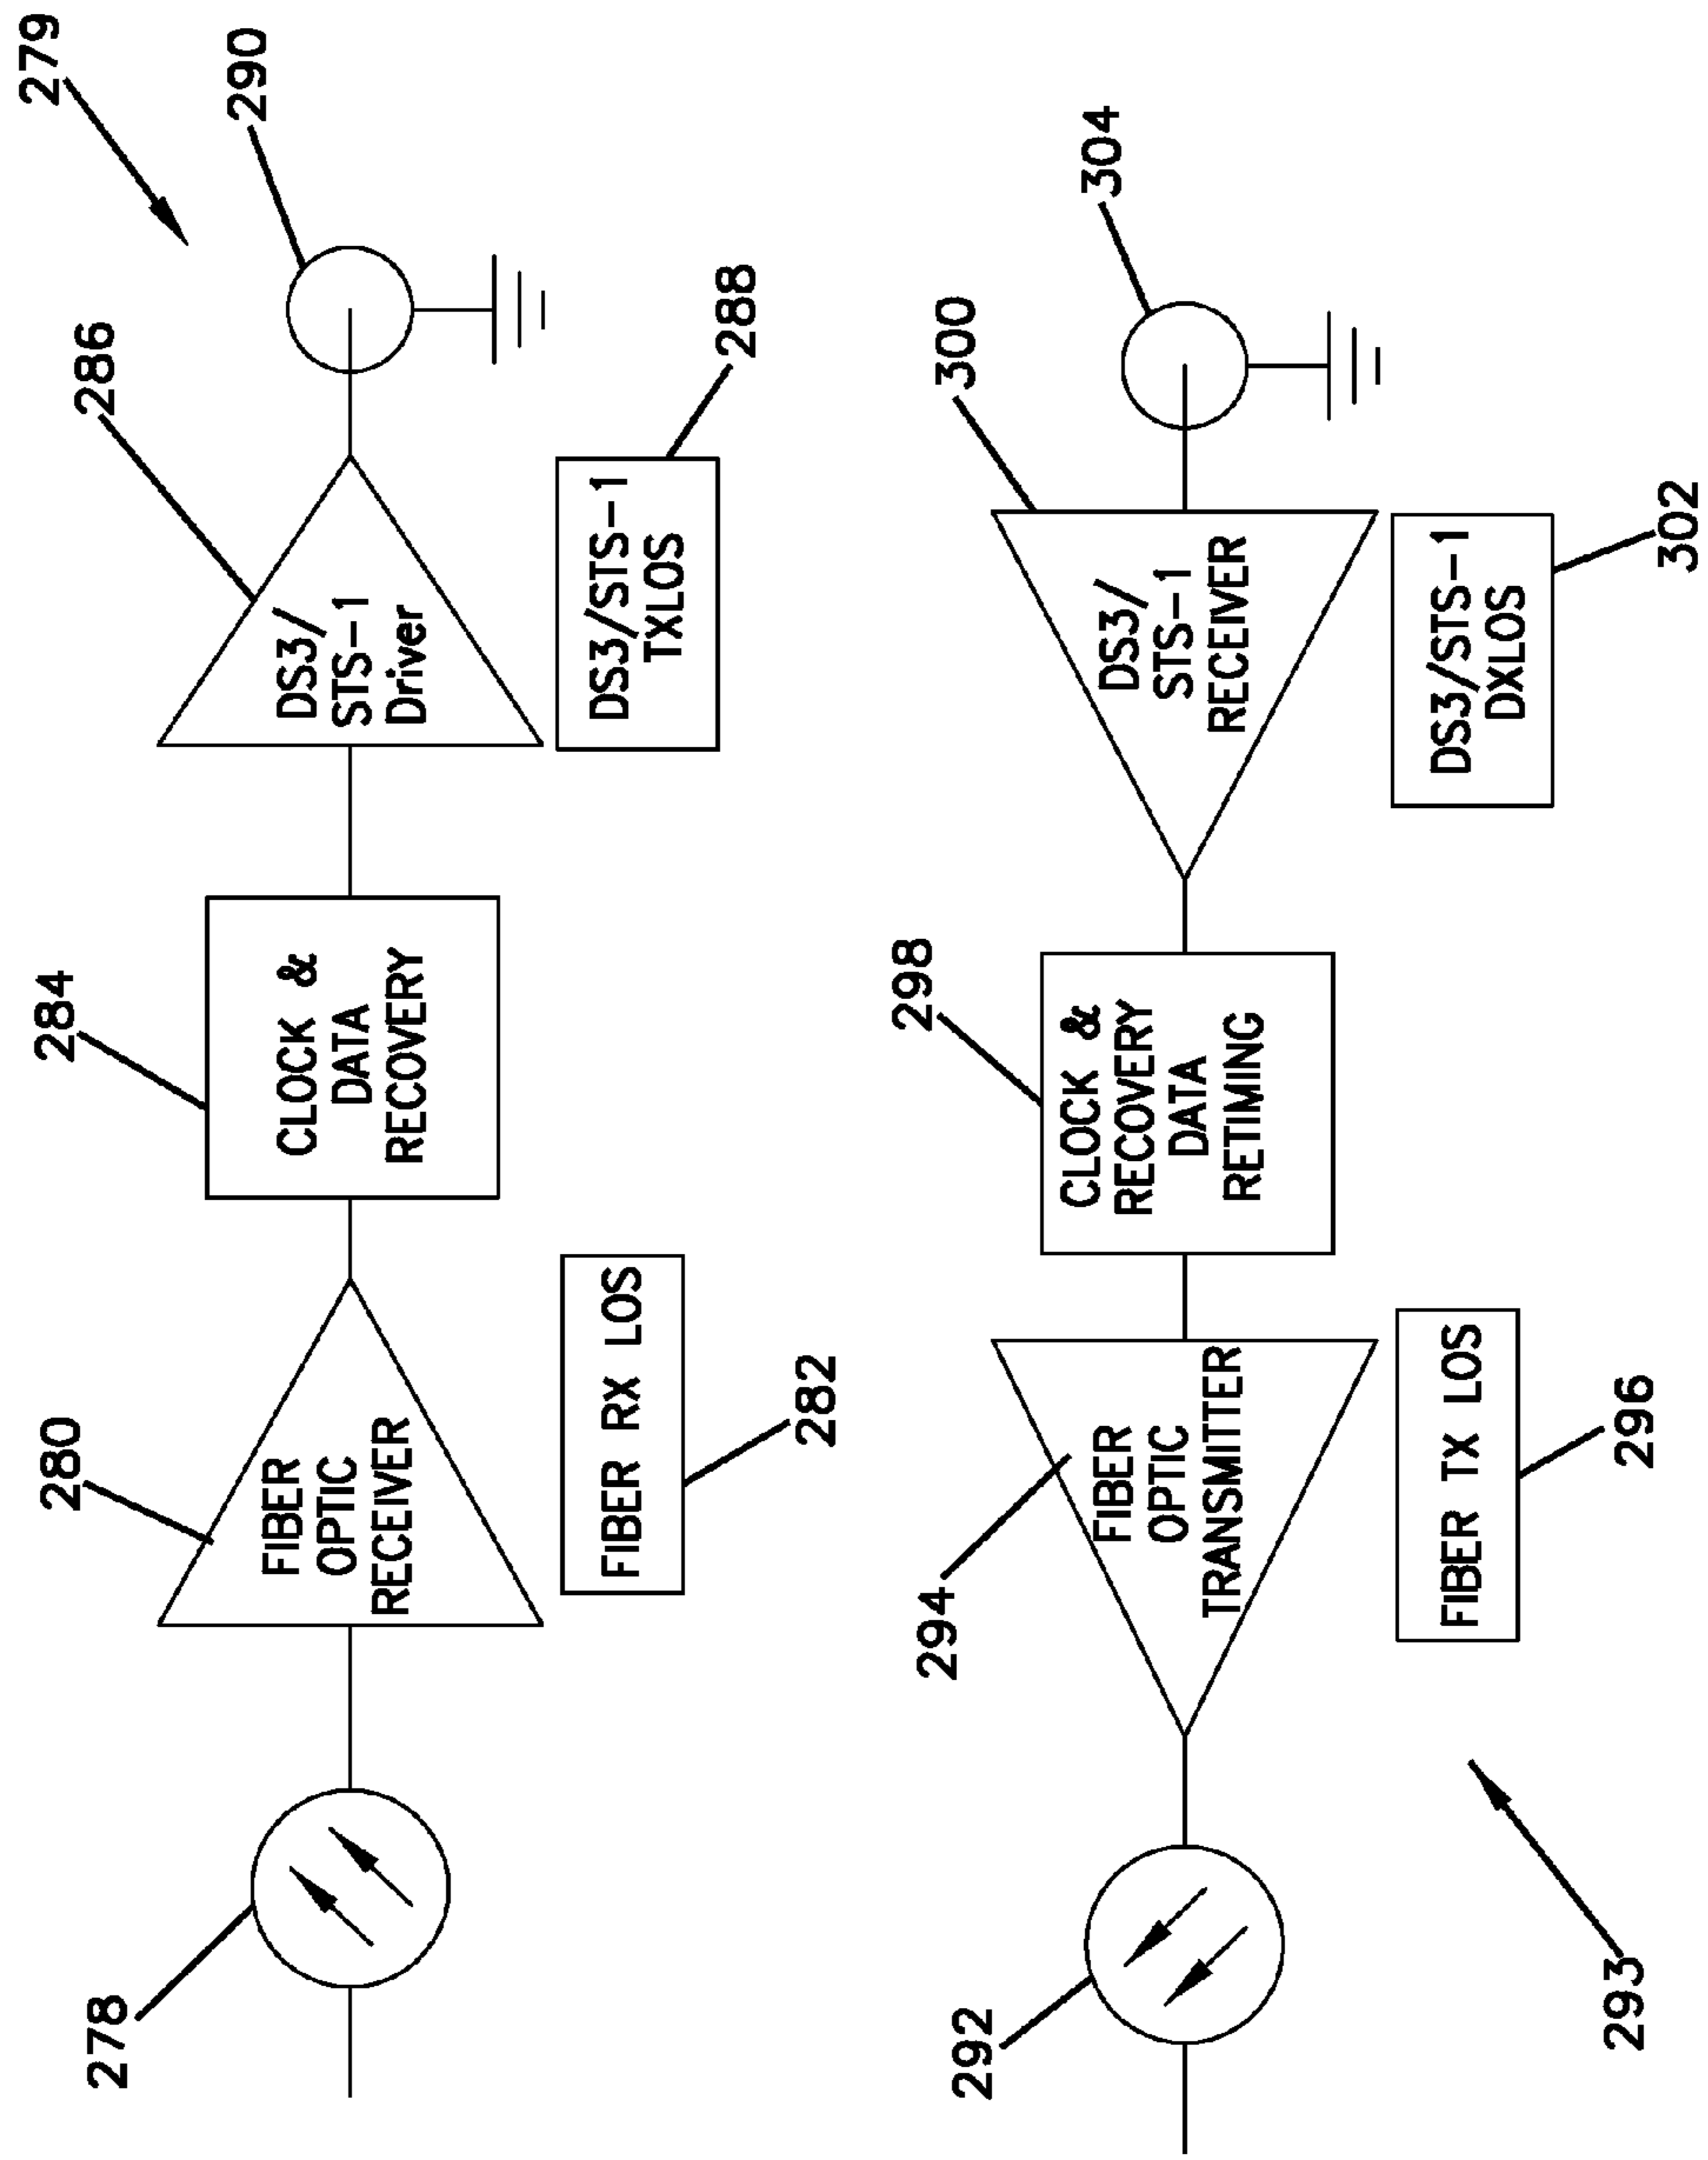 279
290
286
284
280
278
DS3/
STS-1
Driver
CLOCK &
DATA
RECOVERY
FIBER
OPTIC
RECEIVER
DS3/STS-1
TXLOS
288
FIBER RX LOS
282
304
300
298
294
292
DS3/
STS-1
RECEIVER
CLOCK &
RECOVERY
DATA
RETIMING
FIBER
OPTIC
TRANSMITTER
DS3/STS-1
DXLOS
302
FIBER TX LOS
296
293